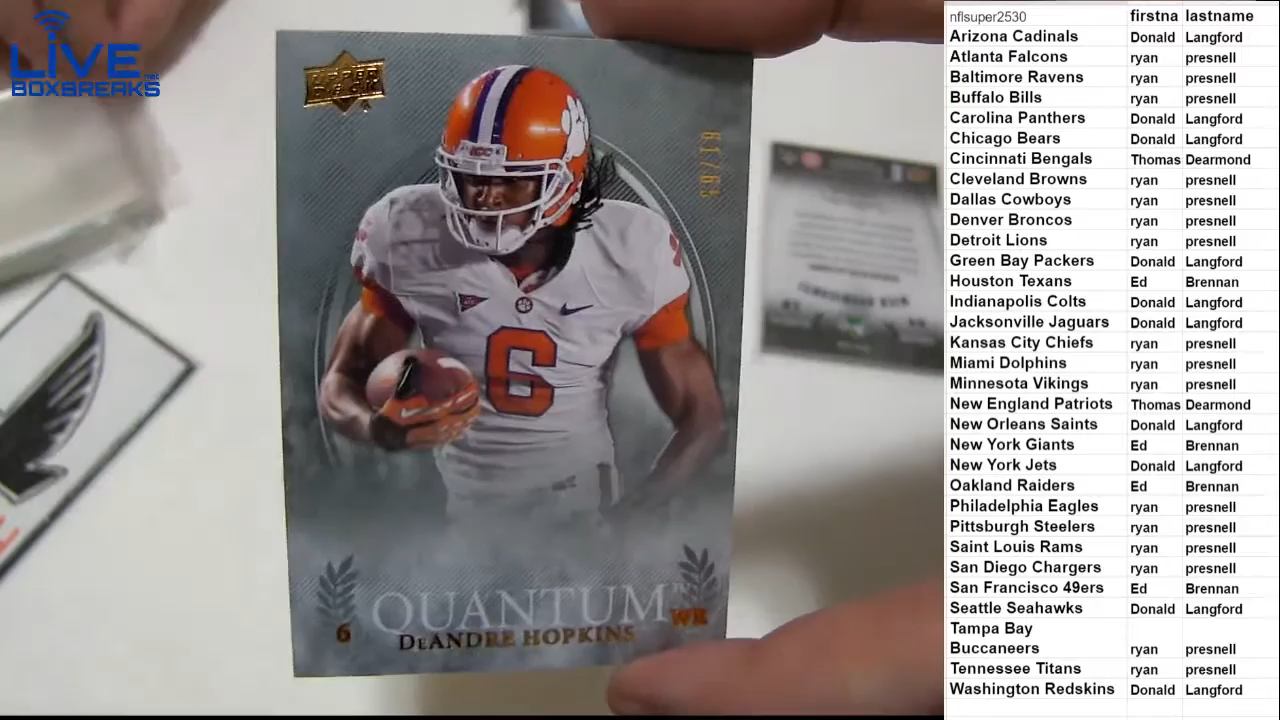 LIVE
.net
BOXBREAKS
UPPER
DECK
61/65
6
QUANTUM
6
DEANDRE HOPKINS
WR
nflsuper2530 firstna lastname
Arizona Cadinals Donald Langford
Atlanta Falcons ryan presnell
Baltimore Ravens ryan presnell
Buffalo Bills ryan presnell
Carolina Panthers Donald Langford
Chicago Bears Donald Langford
Cincinnati Bengals Thomas Dearmond
Cleveland Browns ryan presnell
Dallas Cowboys ryan presnell
Denver Broncos ryan presnell
Detroit Lions ryan presnell
Green Bay Packers Donald Langford
Houston Texans Ed Brennan
Indianapolis Colts Donald Langford
Jacksonville Jaguars Donald Langford
Kansas City Chiefs ryan presnell
Miami Dolphins ryan presnell
Minnesota Vikings ryan presnell
New England Patriots Thomas Dearmond
New Orleans Saints Donald Langford
New York Giants Ed Brennan
New York Jets Donald Langford
Oakland Raiders Ed Brennan
Philadelphia Eagles ryan presnell
Pittsburgh Steelers ryan presnell
Saint Louis Rams ryan presnell
San Diego Chargers ryan presnell
San Francisco 49ers Ed Brennan
Seattle Seahawks Donald Langford
Tampa Bay
Buccaneers ryan presnell
Tennessee Titans ryan presnell
Washington Redskins Donald Langford